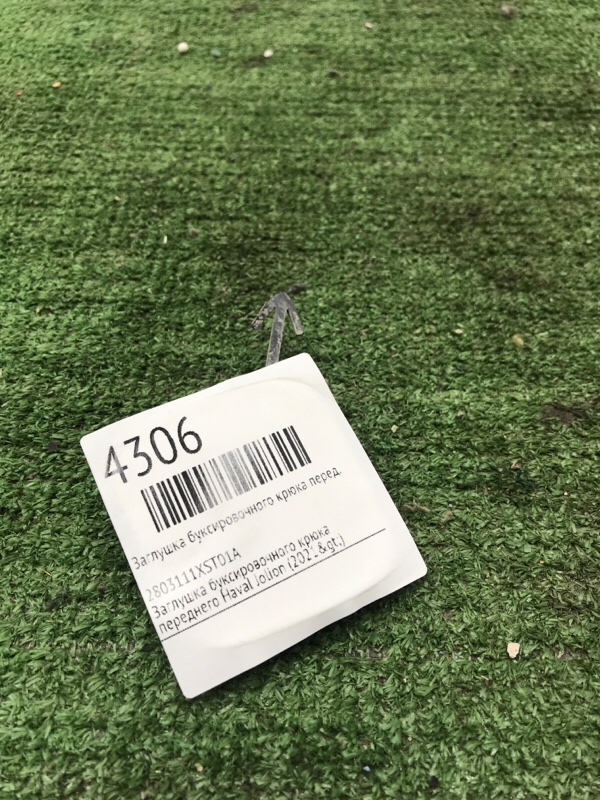 4306
Заглушка буксировочного крюка перед.
2803111XST01A
Заглушка буксировочного крюка
переднего Haval Jolion (2021&gt;)